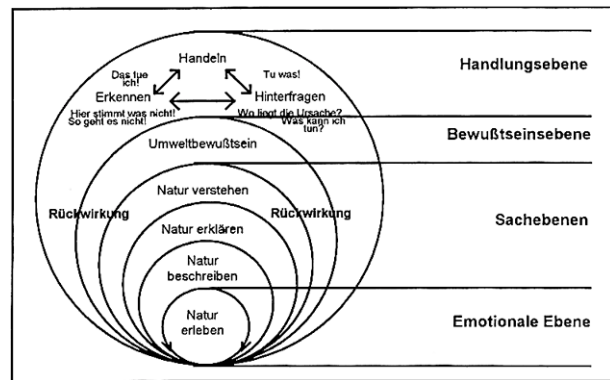 Handeln
Das tue
ich!
Tu was!
Handlungsebene
Erkennen
Hinterfragen
Hier stimmt was nicht!
So geht es nicht!
Wo liegt die Ursache?
Was kann ich
tun?
Bewußtseinsebene
Umweltbewußtsein
Natur verstehen
Rückwirkung
Rückwirkung
Sachebenen
Natur erklären
Natur
beschreiben
Natur
erleben
Emotionale Ebene